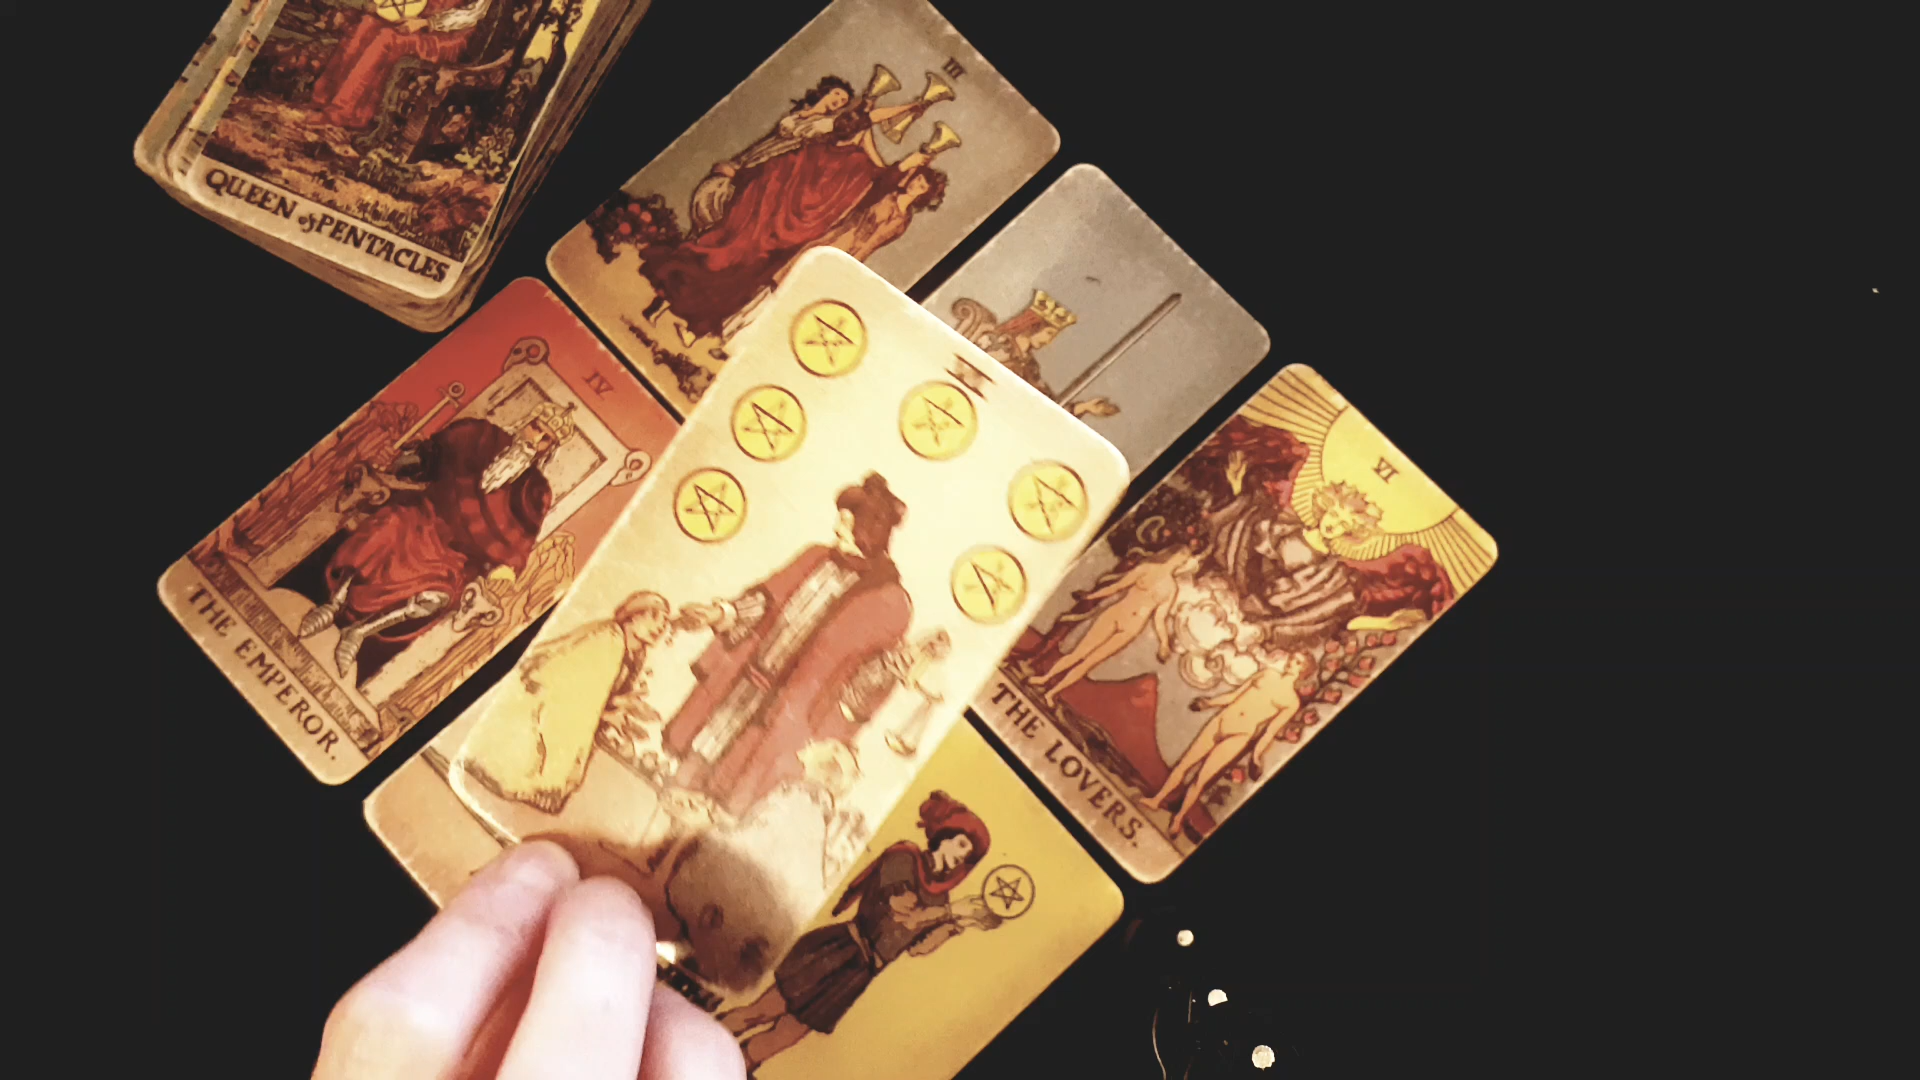 QUEEN of PENTACLES
III
IV
THE EMPEROR.
VI
THE LOVERS.